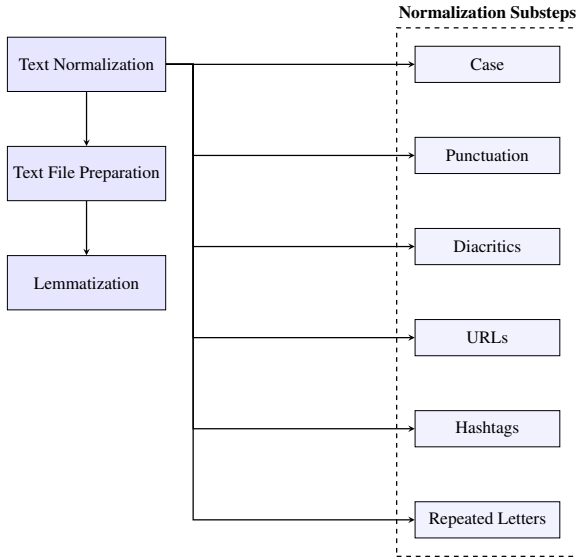 Normalization Substeps
Text Normalization
Case
Punctuation
Text File Preparation
Diacritics
Lemmatization
URLs
Hashtags
Repeated Letters